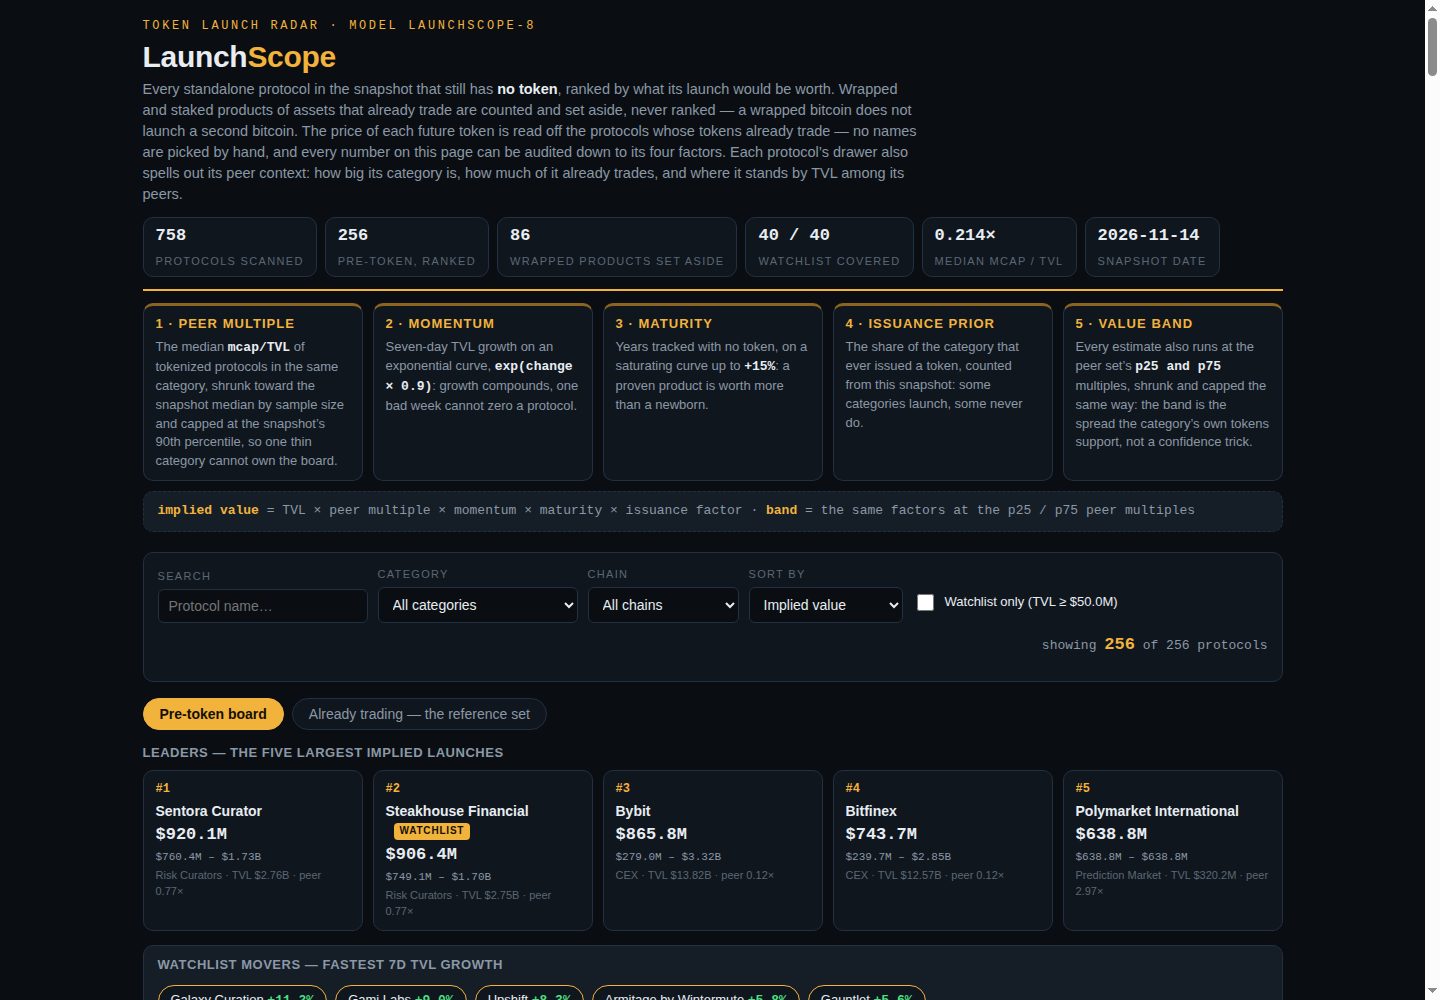 TOKEN LAUNCH RADAR · MODEL LAUNCHSCOPE-8
LaunchScope
Every standalone protocol in the snapshot that still has no token, ranked by what its launch would be worth. Wrapped
and staked products of assets that already trade are counted and set aside, never ranked — a wrapped bitcoin does not
launch a second bitcoin. The price of each future token is read off the protocols whose tokens already trade — no names
are picked by hand, and every number on this page can be audited down to its four factors. Each protocol's drawer also
spells out its peer context: how big its category is, how much of it already trades, and where it stands by TVL among its
peers.
758
PROTOCOLS SCANNED
256
PRE-TOKEN, RANKED
86
WRAPPED PRODUCTS SET ASIDE
40 / 40
WATCHLIST COVERED
0.214×
MEDIAN MCAP / TVL
2026-11-14
SNAPSHOT DATE
1 · PEER MULTIPLE
The median mcap/TVL of
tokenized protocols in the same
category, shrunk toward the
snapshot median by sample size
and capped at the snapshot's
90th percentile, so one thin
category cannot own the board.
2 · MOMENTUM
Seven-day TVL growth on an
exponential curve, exp(change
× 0.9): growth compounds, one
bad week cannot zero a protocol.
3 · MATURITY
Years tracked with no token, on a
saturating curve up to +15%: a
proven product is worth more
than a newborn.
4 · ISSUANCE PRIOR
The share of the category that
ever issued a token, counted
from this snapshot: some
categories launch, some never
do.
5 · VALUE BAND
Every estimate also runs at the
peer set's p25 and p75
multiples, shrunk and capped the
same way: the band is the
spread the category's own tokens
support, not a confidence trick.
implied value = TVL × peer multiple × momentum × maturity × issuance factor · band = the same factors at the p25 / p75 peer multiples
SEARCH
Protocol name…
CATEGORY
All categories
CHAIN
All chains
SORT BY
Implied value
Watchlist only (TVL ≥ $50.0M)
showing 256 of 256 protocols
Pre-token board
Already trading — the reference set
LEADERS — THE FIVE LARGEST IMPLIED LAUNCHES
#1
Sentora Curator
$920.1M
$760.4M – $1.73B
Risk Curators · TVL $2.76B · peer
0.77×
#2
Steakhouse Financial
WATCHLIST
$906.4M
$749.1M – $1.70B
Risk Curators · TVL $2.75B · peer
0.77×
#3
Bybit
$865.8M
$279.0M – $3.32B
CEX · TVL $13.82B · peer 0.12×
#4
Bitfinex
$743.7M
$239.7M – $2.85B
CEX · TVL $12.57B · peer 0.12×
#5
Polymarket International
$638.8M
$638.8M – $638.8M
Prediction Market · TVL $320.2M · peer
2.97×
WATCHLIST MOVERS — FASTEST 7D TVL GROWTH
Galaxy Curation +11.2%
Gami Labs +9.9%
Upshift +8.3%
Armitage by Wintermute +5.8%
Gauntlet +5.6%